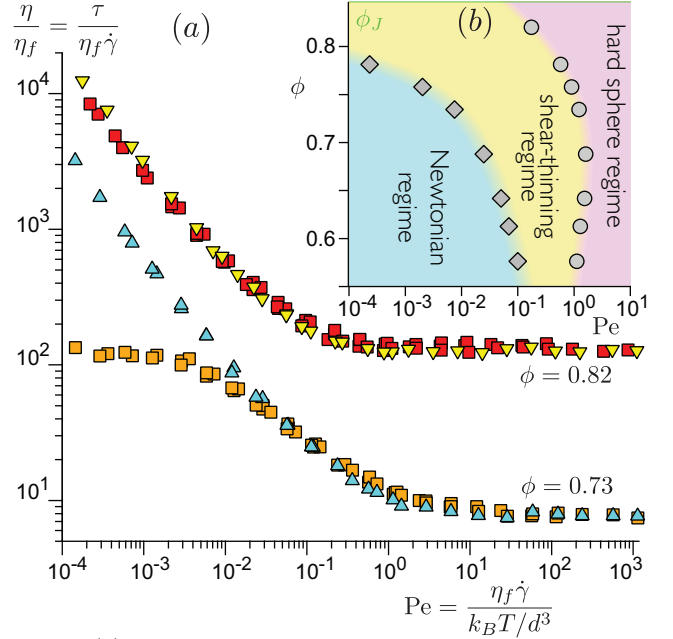 η/η_f = τ/(η_f γ̇)
(a)
10^4
10^3
10^2
10^1
10^-4 10^-3 10^-2 10^-1 10^0 10^1 10^2 10^3
Pe = η_f γ̇/(k_B T/d^3)
ϕ = 0.82
ϕ = 0.73
ϕ_J
(b)
ϕ
0.8
0.7
0.6
Newtonian
regime
shear-thinning
regime
hard sphere regime
10^-4 10^-3 10^-2 10^-1 10^0 10^1
Pe